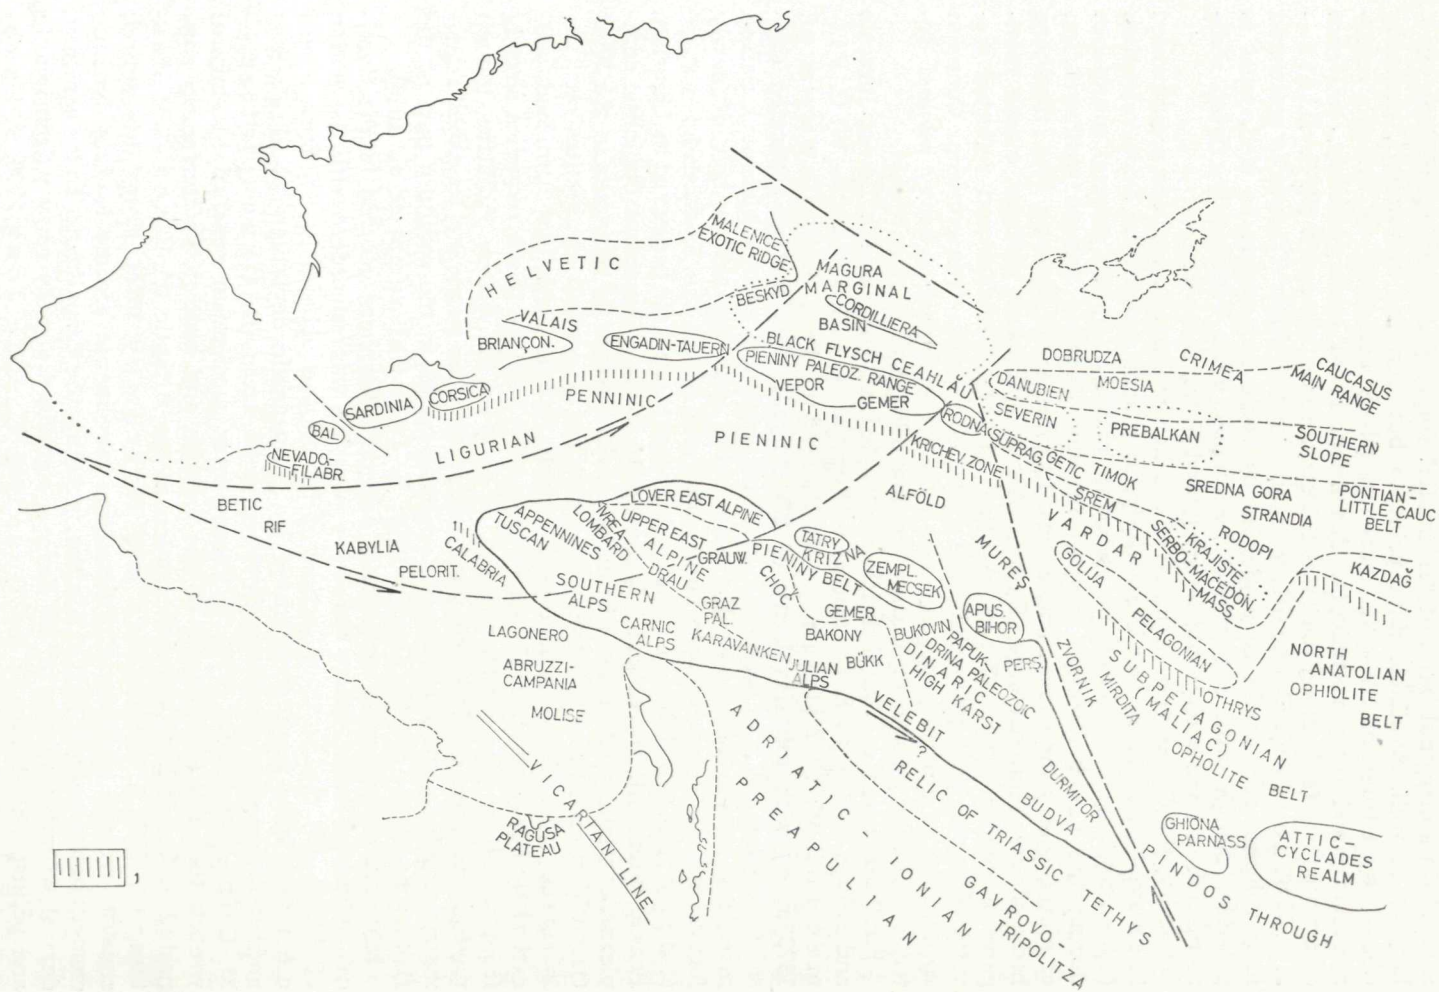 MALENICE
EXOTIC RIDGE
HELVETIC
MAGURA
MARGINAL
BESKYD
CORDILLIERA
BASIN
VALAIS
BRIANÇON.
ENGADIN-TAUERN
BLACK FLYSCH CEAHLĂU
PIENINY PALEOZ. RANGE
VEPOR
GEMER
DOBRUDZA
CRIMEA
CAUCASUS
MAIN RANGE
DANUBIEN
MOESIA
SARDINIA
CORSICA
PENNINIC
RODNA
SEVERIN
PREBALKAN
SOUTHERN
SLOPE
BAL
LIGURIAN
PIENINIC
SUPRAG.
GETIC
TIMOK
KRICHEV ZONE
NEVADO-
FILABR.
SREDNA GORA
STRANDIA
PONTIAN-
LITTLE CAUC
BELT
BETIC
RIF
ALFÖLD
SREM
VARDAR
LOVER EAST ALPINE
APPENNINES
TUSCAN
IVREA
LOMBARD
UPPER EAST
ALPINE
DRAU
GRAUW.
TATRY
KRIZNA
PIENINY BELT
CHOČ
ZEMPL.
MECSEK
MUREŞ
KRAJISTE
SERBO-MACEDON.
MASS
RODOPI
KAZDAĞ
GOLIJA
PELAGONIAN
KABYLIA
PELORIT.
CALABRIA
SOUTHERN
ALPS
GRAZ
PAL.
GEMER
APUS.
BIHOR
LAGONERO
CARNIC
ALPS
KARAVANKEN
BAKONY
BÜKK
JULIAN
ALPS
BUKOVIN
PAPUK-
DRINA PALEOZOIC
DINARIC
HIGH KARST
PERŞ.
ZVORNIK
ABRUZZI-
CAMPANIA
MOLISE
VELEBIT
?
OTHRYS
SUBPELAGONIAN
(MALIAC)
MIRDITA
OPHOLITE BELT
NORTH
ANATOLIAN
OPHIOLITE
BELT
VICARIAN LINE
RAGUSA
PLATEAU
ADRIATIC-IONIAN
PREAPULIAN
RELIC OF TRIASSIC TETHYS
DURMITOR
BUDVA
GAVROVO-
TRIPOLITZA
GHIONA
PARNASS
ATTIC-
CYCLADES
REALM
PINDOS THROUGH
,